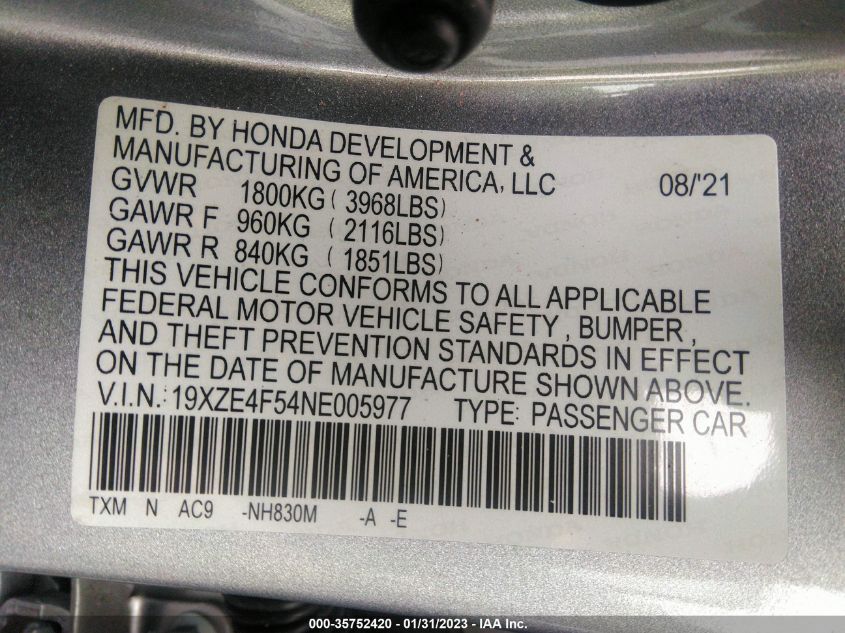 MFD. BY HONDA DEVELOPMENT &
MANUFACTURING OF AMERICA, LLC 08/'21
GVWR 1800KG ( 3968LBS)
GAWR F 960KG ( 2116LBS)
GAWR R 840KG ( 1851LBS)
THIS VEHICLE CONFORMS TO ALL APPLICABLE
FEDERAL MOTOR VEHICLE SAFETY , BUMPER ,
AND THEFT PREVENTION STANDARDS IN EFFECT
ON THE DATE OF MANUFACTURE SHOWN ABOVE.
V.I.N.: 19XZE4F54NE005977 TYPE: PASSENGER CAR
TXM N AC9 -NH830M -A -E
000-35752420 - 01/31/2023 - IAA Inc.